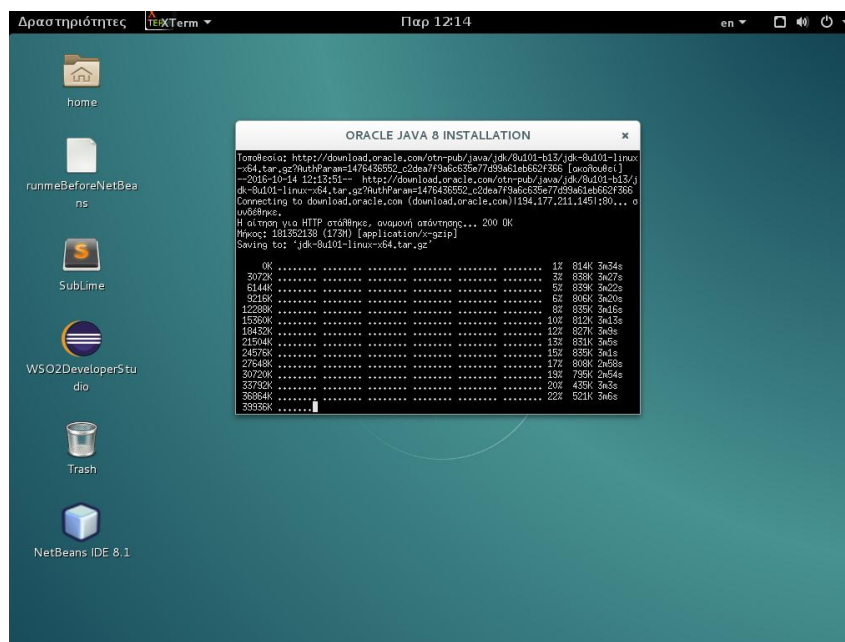 Δραστηριότητες XTerm Παρ 12:14 en
home
runmeBeforeNetBea
ns
SubLime
WSO2DeveloperStu
dio
Trash
NetBeans IDE 8.1
ORACLE JAVA 8 INSTALLATION ×
Τοποθεσία: http://download.oracle.com/otn-pub/java/jdk/8u101-b13/jdk-8u101-linux
-x64.tar.gz?AuthParam=1476436552_c2dea7f9a6c635e77d99a61eb662f366 [ακολουθεί]
--2016-10-14 12:13:51-- http://download.oracle.com/otn-pub/java/jdk/8u101-b13/j
dk-8u101-linux-x64.tar.gz?AuthParam=1476436552_c2dea7f9a6c635e77d99a61eb662f366
Connecting to download.oracle.com (download.oracle.com)|194.177.211.145|:80... σ
υνδέθηκε.
Η αίτηση για HTTP στάθηκε, αναμονή απάντησης... 200 OK
Μήκος: 181352138 (173M) [application/x-gzip]
Saving to: ‘jdk-8u101-linux-x64.tar.gz’
0K ........ ........ ........ ........ ........ ........ 1% 814K 3m34s
3072K ........ ........ ........ ........ ........ ........ 3% 838K 3m27s
6144K ........ ........ ........ ........ ........ ........ 5% 839K 3m22s
9216K ........ ........ ........ ........ ........ ........ 6% 806K 3m20s
12288K ........ ........ ........ ........ ........ ........ 8% 835K 3m16s
15360K ........ ........ ........ ........ ........ ........ 10% 812K 3m13s
18432K ........ ........ ........ ........ ........ ........ 12% 827K 3m9s
21504K ........ ........ ........ ........ ........ ........ 13% 831K 3m5s
24576K ........ ........ ........ ........ ........ ........ 15% 835K 3m1s
27648K ........ ........ ........ ........ ........ ........ 17% 808K 2m58s
30720K ........ ........ ........ ........ ........ ........ 19% 795K 2m54s
33792K ........ ........ ........ ........ ........ ........ 20% 435K 3m3s
36864K ........ ........ ........ ........ ........ ........ 22% 521K 3m6s
39936K .......